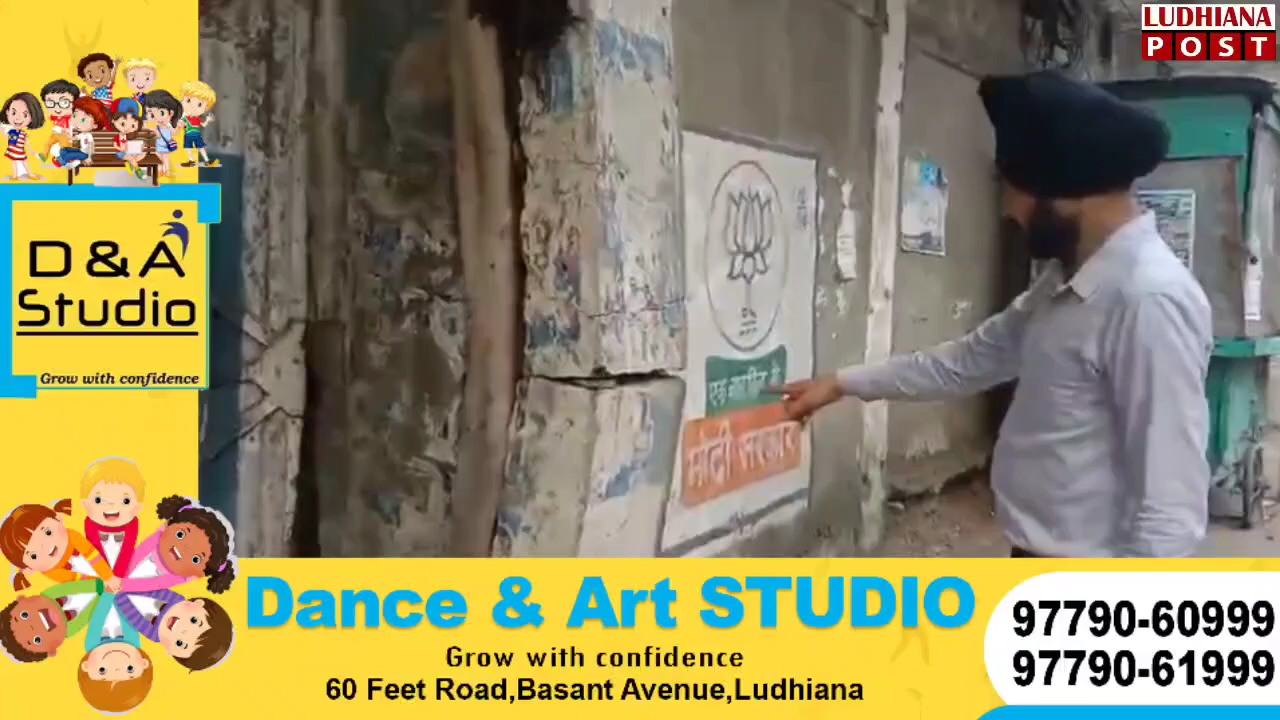 LUDHIANA
POST
D&A
Studio
Grow with confidence
मोदी सरकार
Dance & Art STUDIO
Grow with confidence
60 Feet Road,Basant Avenue,Ludhiana
97790-60999
97790-61999